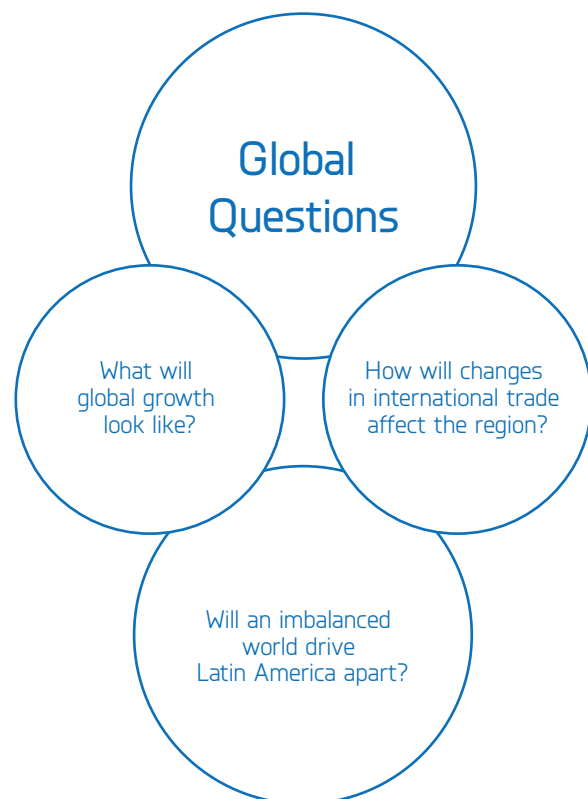 Global
Questions
What will
global growth
look like?
How will changes
in international trade
affect the region?
Will an imbalanced
world drive
Latin America apart?